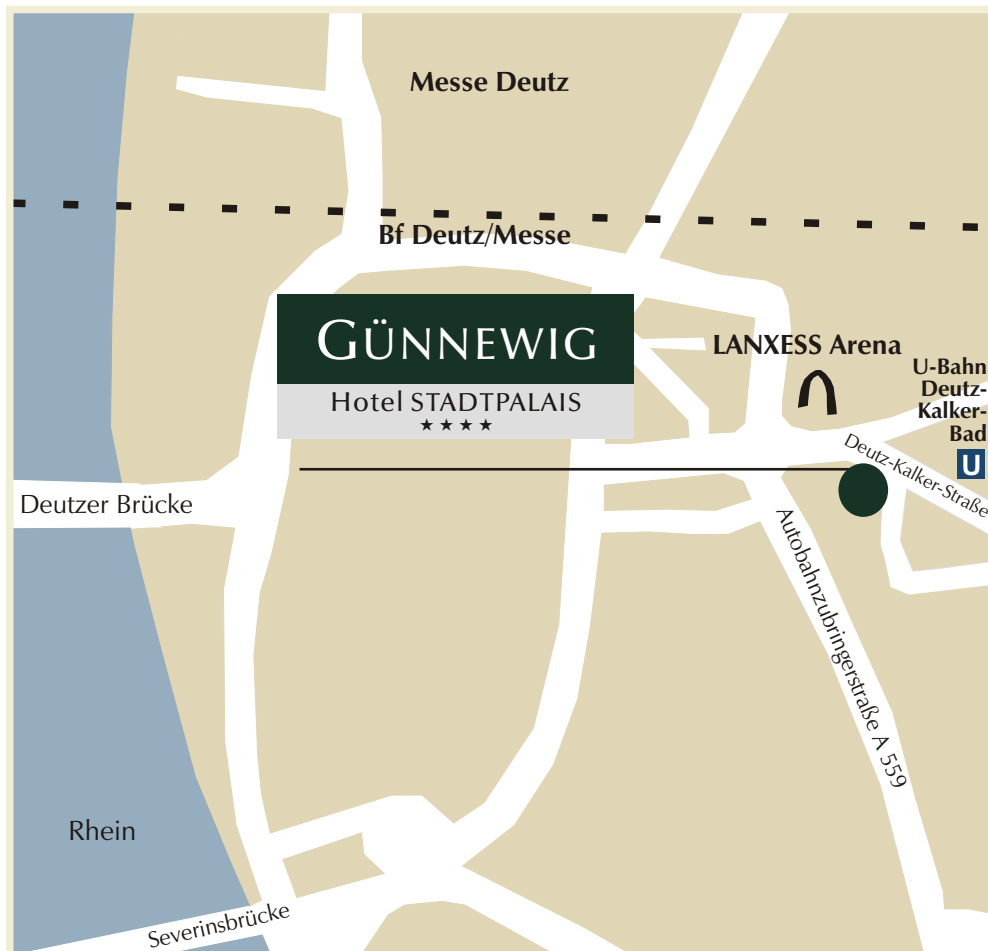 Messe Deutz
Bf Deutz/Messe
GÜNNEWIG
Hotel STADTPALAIS
★★★★
LANXESS Arena
U-Bahn
Deutz-
Kalker-
Bad
U
Deutz-Kalker-Straße
Deutzer Brücke
Autobahnzubringerstraße A 559
Rhein
Severinsbrücke